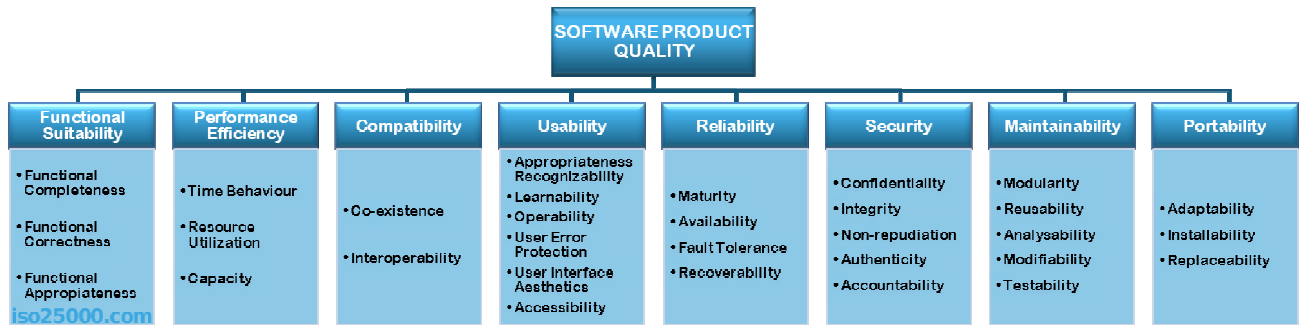 SOFTWARE PRODUCT
QUALITY
Functional
Suitability
• Functional
Completeness
• Functional
Correctness
• Functional
Appropiateness
iso25000.com
Performance
Efficiency
• Time Behaviour
• Resource
Utilization
• Capacity
Compatibility
• Co-existence
• Interoperability
Usability
• Appropriateness
Recognizability
• Learnability
• Operability
• User Error
Protection
• User Interface
Aesthetics
• Accessibility
Reliability
• Maturity
• Availability
• Fault Tolerance
• Recoverability
Security
• Confidentiality
• Integrity
• Non-repudiation
• Authenticity
• Accountability
Maintainability
• Modularity
• Reusability
• Analysability
• Modifiability
• Testability
Portability
• Adaptability
• Installability
• Replaceability